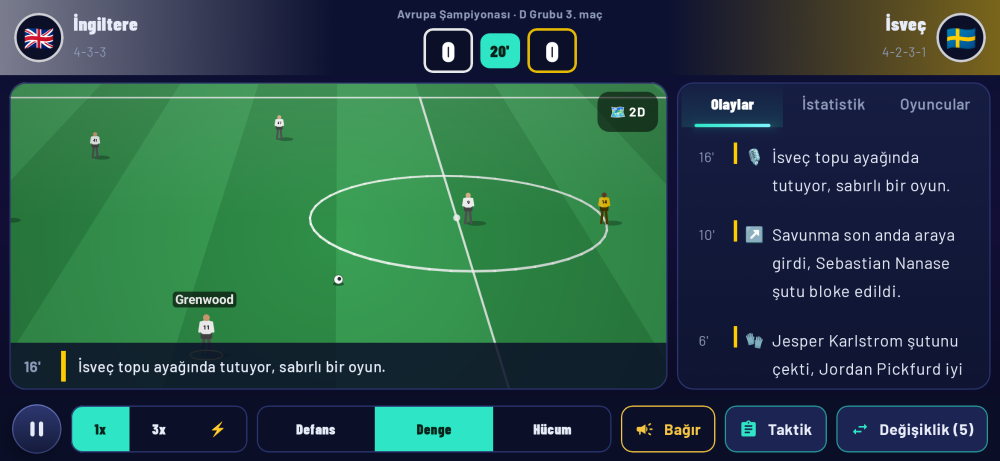 İngiltere
4-3-3
Avrupa Şampiyonası · D Grubu 3. maç
0
20'
0
İsveç
4-2-3-1
2D
Grenwood
11
9
16'
İsveç topu ayağında tutuyor, sabırlı bir oyun.
Olaylar
İstatistik
Oyuncular
16'
İsveç topu ayağında
tutuyor, sabırlı bir oyun.
10'
Savunma son anda araya
girdi, Sebastian Nanase
şutu bloke edildi.
6'
Jesper Karlstrom şutunu
çekti, Jordan Pickfurd iyi
1x
3x
Defans
Denge
Hücum
Bağır
Taktik
Değişiklik (5)